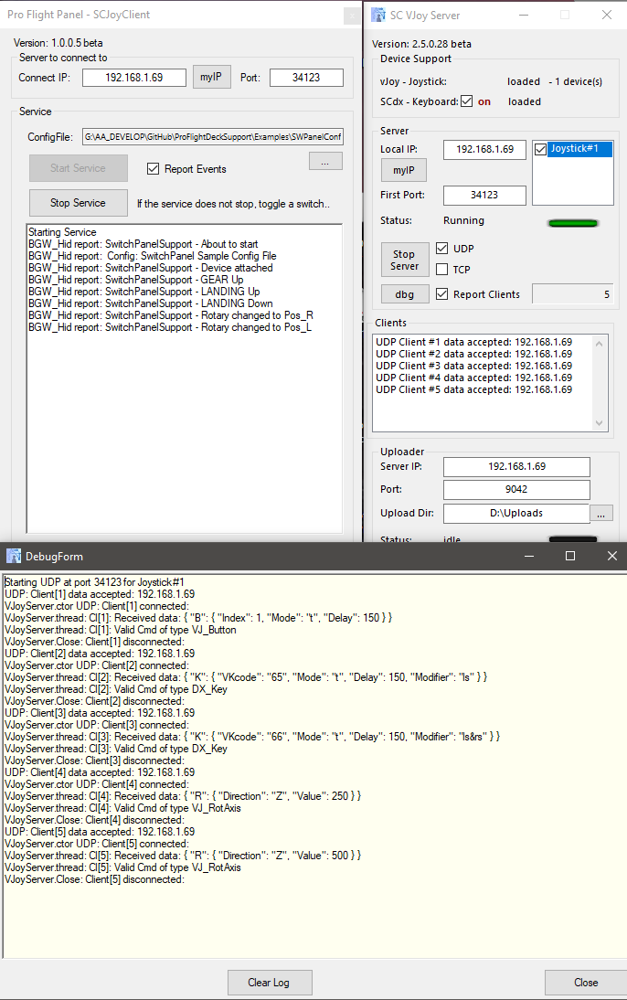 Pro Flight Panel - SCJoyClient
Version: 1.0.0.5 beta
Server to connect to
Connect IP: 192.168.1.69 myIP Port: 34123
Service
ConfigFile: G:\AA_DEVELOP\GitHub\ProFlightDeckSupport\Examples\SWPanelConf
...
Start Service Report Events
Stop Service If the service does not stop, toggle a switch..
Starting Service
BGW_Hid report: SwitchPanelSupport - About to start
BGW_Hid report: Config: SwitchPanel Sample Config File
BGW_Hid report: SwitchPanelSupport - Device attached
BGW_Hid report: SwitchPanelSupport - GEAR Up
BGW_Hid report: SwitchPanelSupport - LANDING Up
BGW_Hid report: SwitchPanelSupport - LANDING Down
BGW_Hid report: SwitchPanelSupport - Rotary changed to Pos_R
BGW_Hid report: SwitchPanelSupport - Rotary changed to Pos_L
SC VJoy Server
Version: 2.5.0.28 beta
Device Support
vJoy - Joystick: loaded - 1 device(s)
SCdx - Keyboard: on loaded
Server
Local IP: 192.168.1.69 Joystick#1
myIP
First Port: 34123
Status: Running
Stop Server UDP
TCP
dbg Report Clients 5
Clients
UDP Client #1 data accepted: 192.168.1.69
UDP Client #2 data accepted: 192.168.1.69
UDP Client #3 data accepted: 192.168.1.69
UDP Client #4 data accepted: 192.168.1.69
UDP Client #5 data accepted: 192.168.1.69
Uploader
Server IP: 192.168.1.69
Port: 9042
Upload Dir: D:\Uploads ...
Status: idle
DebugForm
Starting UDP at port 34123 for Joystick#1
UDP: Client[1] data accepted: 192.168.1.69
VJoyServer.ctor UDP: Client[1] connected:
VJoyServer.thread: Cl[1]: Received data: { "B": { "Index": 1, "Mode": "t", "Delay": 150 } }
VJoyServer.thread: Cl[1]: Valid Cmd of type VJ_Button
VJoyServer.Close: Client[1] disconnected:
UDP: Client[2] data accepted: 192.168.1.69
VJoyServer.ctor UDP: Client[2] connected:
VJoyServer.thread: Cl[2]: Received data: { "K": { "VKcode": "65", "Mode": "t", "Delay": 150, "Modifier": "ls" } }
VJoyServer.thread: Cl[2]: Valid Cmd of type DX_Key
VJoyServer.Close: Client[2] disconnected:
UDP: Client[3] data accepted: 192.168.1.69
VJoyServer.ctor UDP: Client[3] connected:
VJoyServer.thread: Cl[3]: Received data: { "K": { "VKcode": "66", "Mode": "t", "Delay": 150, "Modifier": "ls&rs" } }
VJoyServer.thread: Cl[3]: Valid Cmd of type DX_Key
VJoyServer.Close: Client[3] disconnected:
UDP: Client[4] data accepted: 192.168.1.69
VJoyServer.ctor UDP: Client[4] connected:
VJoyServer.thread: Cl[4]: Received data: { "R": { "Direction": "Z", "Value": 250 } }
VJoyServer.thread: Cl[4]: Valid Cmd of type VJ_RotAxis
VJoyServer.Close: Client[4] disconnected:
UDP: Client[5] data accepted: 192.168.1.69
VJoyServer.ctor UDP: Client[5] connected:
VJoyServer.thread: Cl[5]: Received data: { "R": { "Direction": "Z", "Value": 500 } }
VJoyServer.thread: Cl[5]: Valid Cmd of type VJ_RotAxis
VJoyServer.Close: Client[5] disconnected:
Clear Log Close